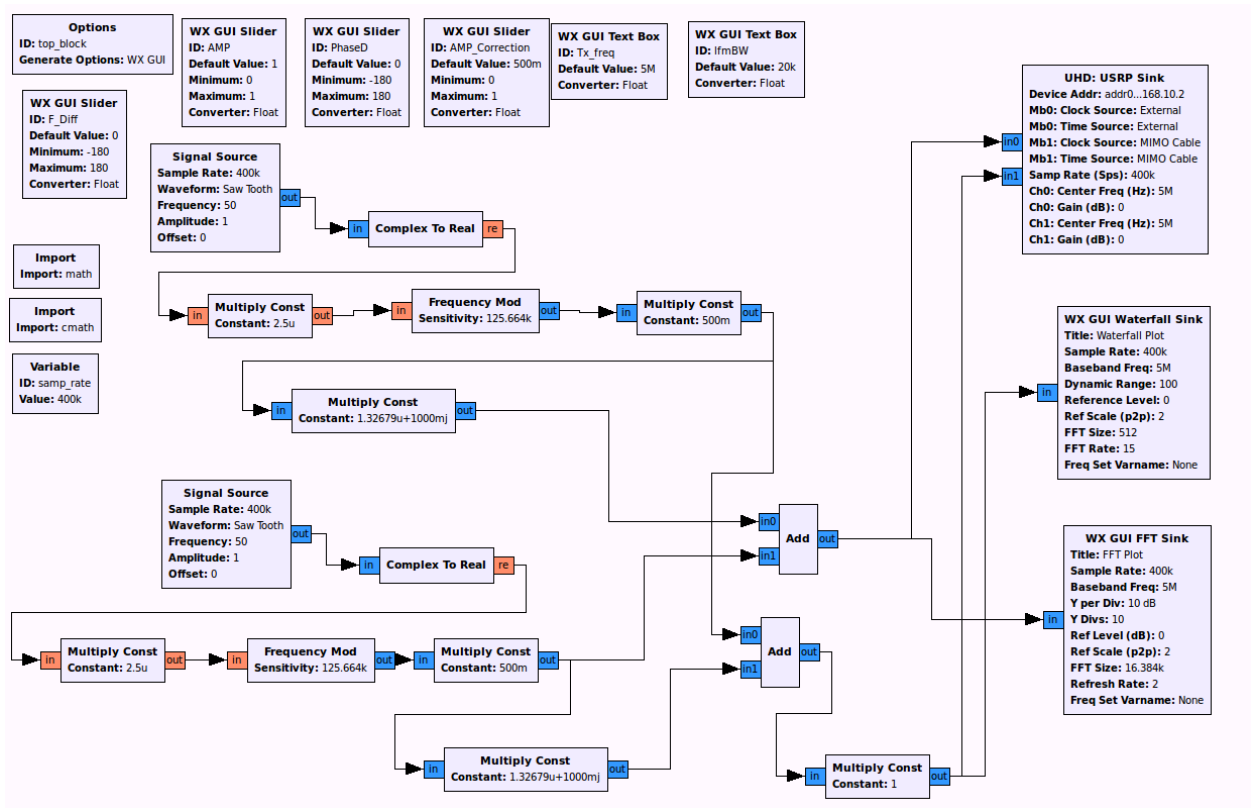 Options
ID: top_block
Generate Options: WX GUI
WX GUI Slider
ID: AMP
Default Value: 1
Minimum: 0
Maximum: 1
Converter: Float
WX GUI Slider
ID: PhaseD
Default Value: 0
Minimum: -180
Maximum: 180
Converter: Float
WX GUI Slider
ID: AMP_Correction
Default Value: 500m
Minimum: 0
Maximum: 1
Converter: Float
WX GUI Text Box
ID: Tx_freq
Default Value: 5M
Converter: Float
WX GUI Text Box
ID: IfmBW
Default Value: 20k
Converter: Float
WX GUI Slider
ID: F_Diff
Default Value: 0
Minimum: -180
Maximum: 180
Converter: Float
Signal Source
Sample Rate: 400k
Waveform: Saw Tooth
Frequency: 50
Amplitude: 1
Offset: 0
out
in
Complex To Real
re
UHD: USRP Sink
Device Addr: addr0...168.10.2
Mb0: Clock Source: External
Mb0: Time Source: External
Mb1: Clock Source: MIMO Cable
Mb1: Time Source: MIMO Cable
Samp Rate (Sps): 400k
Ch0: Center Freq (Hz): 5M
Ch0: Gain (dB): 0
Ch1: Center Freq (Hz): 5M
Ch1: Gain (dB): 0
in0
in1
Import
Import: math
Import
Import: cmath
Variable
ID: samp_rate
Value: 400k
in
Multiply Const
Constant: 2.5u
out
in
Frequency Mod
Sensitivity: 125.664k
out
in
Multiply Const
Constant: 500m
out
in
Multiply Const
Constant: 1.32679u+1000mj
out
in
WX GUI Waterfall Sink
Title: Waterfall Plot
Sample Rate: 400k
Baseband Freq: 5M
Dynamic Range: 100
Reference Level: 0
Ref Scale (p2p): 2
FFT Size: 512
FFT Rate: 15
Freq Set Varname: None
Signal Source
Sample Rate: 400k
Waveform: Saw Tooth
Frequency: 50
Amplitude: 1
Offset: 0
out
in
Complex To Real
re
in0
in1
Add
out
in
WX GUI FFT Sink
Title: FFT Plot
Sample Rate: 400k
Baseband Freq: 5M
Y per Div: 10 dB
Y Divs: 10
Ref Level (dB): 0
Ref Scale (p2p): 2
FFT Size: 16.384k
Refresh Rate: 2
Freq Set Varname: None
in
Multiply Const
Constant: 2.5u
out
in
Frequency Mod
Sensitivity: 125.664k
out
in
Multiply Const
Constant: 500m
out
in0
in1
Add
out
in
Multiply Const
Constant: 1.32679u+1000mj
out
in
Multiply Const
Constant: 1
out